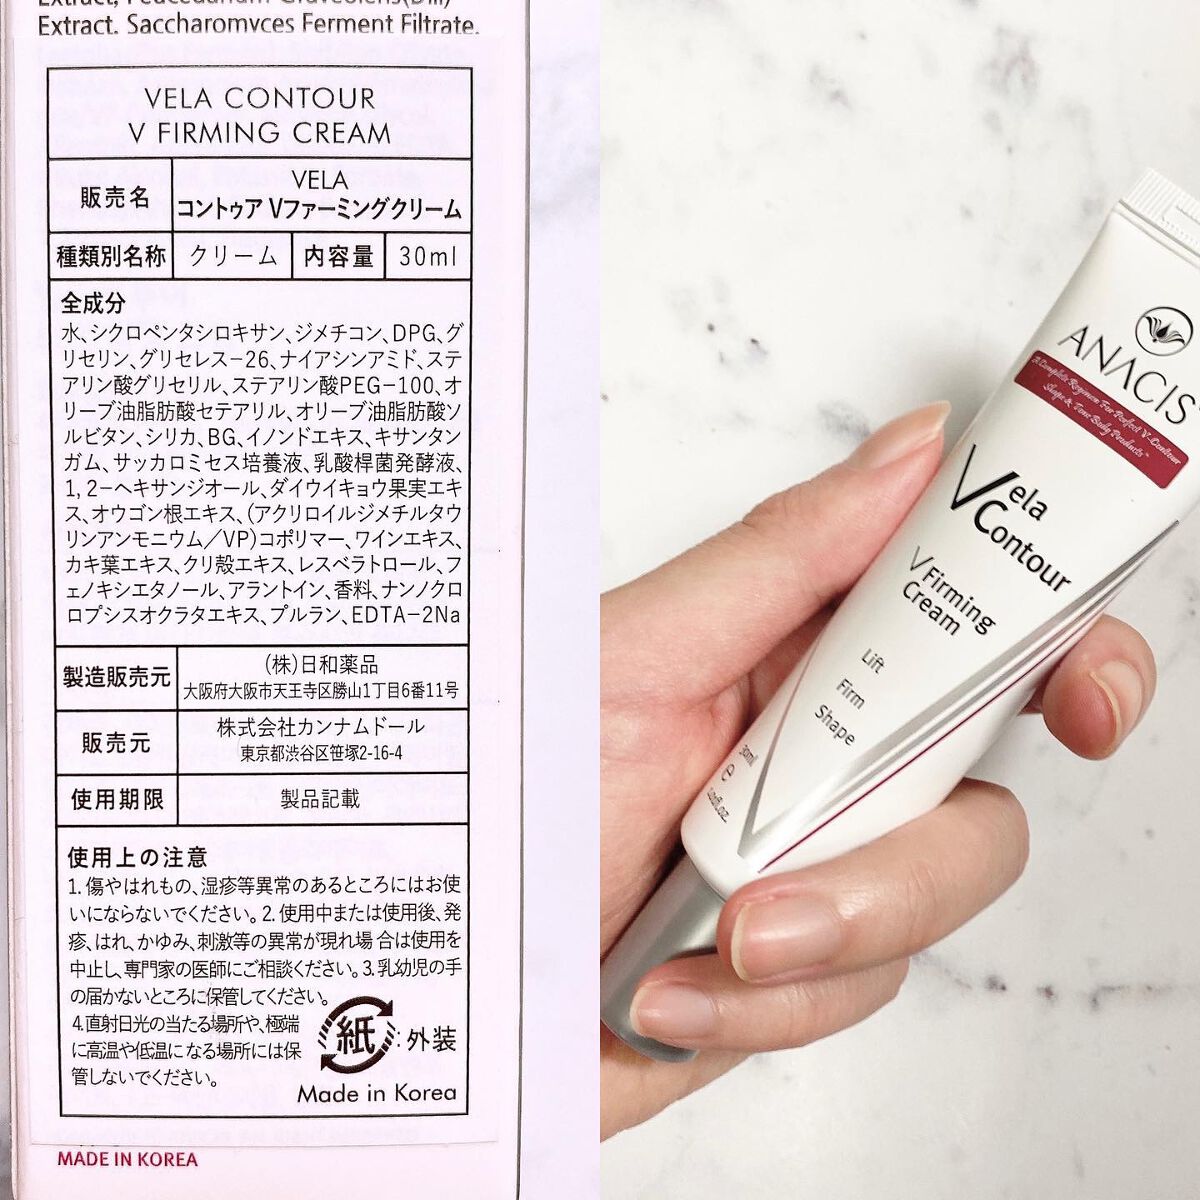 Extract, Peucedanum Graveolens(Dill)
Extract, Saccharomyces Ferment Filtrate,
VELA CONTOUR
V FIRMING CREAM
販売名
VELA
コントゥア Vファーミングクリーム
種類別名称 クリーム 内容量 30ml
全成分
水、シクロペンタシロキサン、ジメチコン、DPG、グ
リセリン、グリセレス-26、ナイアシンアミド、ステ
アリン酸グリセリル、ステアリン酸PEG-100、オ
リーブ油脂肪酸セテアリル、オリーブ油脂肪酸ソ
ルビタン、シリカ、BG、イノンドエキス、キサンタン
ガム、サッカロミセス培養液、乳酸桿菌発酵液、
1,2-ヘキサンジオール、ダイウイキョウ果実エキ
ス、オウゴン根エキス、(アクリロイルジメチルタウ
リンアンモニウム/VP)コポリマー、ワインエキス、
カキ葉エキス、クリ殻エキス、レスベラトロール、フ
ェノキシエタノール、アラントイン、香料、ナンノクロ
ロプシスオクラタエキス、プルラン、EDTA-2Na
製造販売元
(株)日和薬品
大阪府大阪市天王寺区勝山1丁目6番11号
販売元
株式会社カンナムドール
東京都渋谷区笹塚2-16-4
使用期限 製品記載
使用上の注意
1.傷やはれもの、湿疹等異常のあるところにはお使
いにならないでください。2.使用中または使用後、発
疹、はれ、かゆみ、刺激等の異常が現れ場 合は使用を
中止し、専門家の医師にご相談ください。3.乳幼児の手
の届かないところに保管してください。
4.直射日光の当たる場所や、極端
に高温や低温に なる場所には保
管しないでください。
紙 :外装
Made in Korea
MADE IN KOREA
ANACIS
A Complete Regimen For Perfect V-Contour
Shape & Tone Body Products
Vela
Contour
V Firming
Cream
Lift
Firm
Shape
30ml
e
1.01fl.oz.